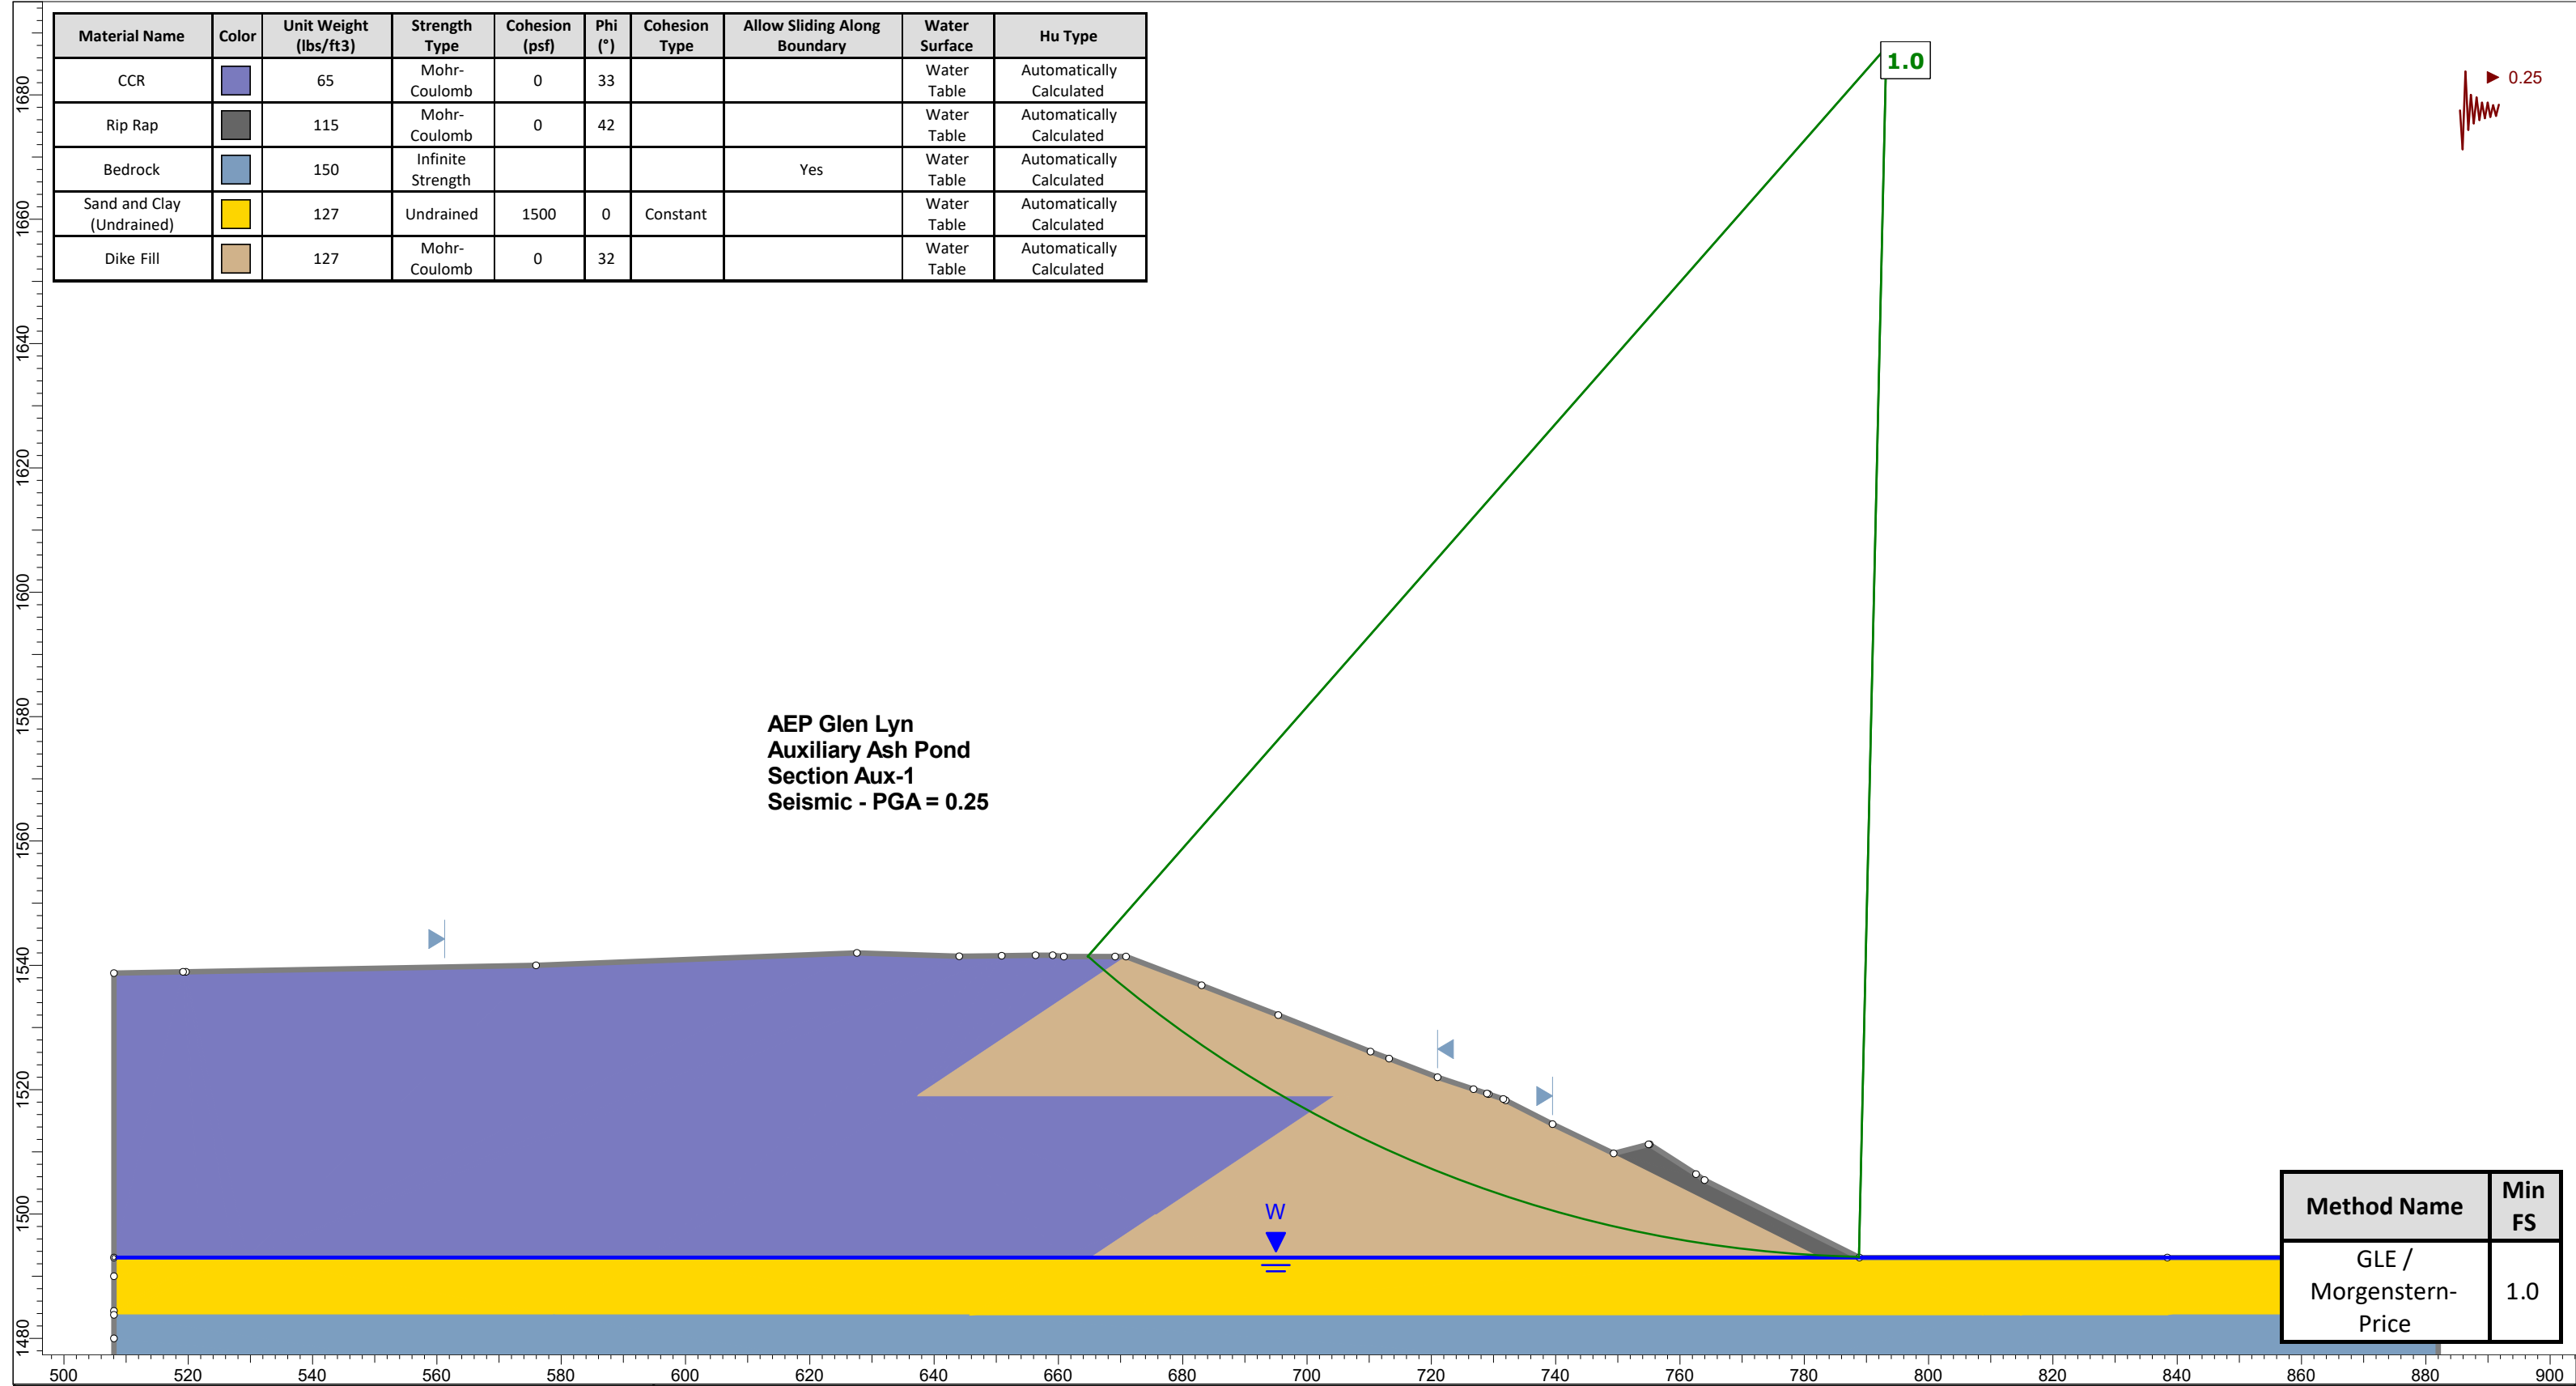 Material Name Color Unit Weight (lbs/ft3) Strength Type Cohesion (psf) Phi (°) Cohesion Type Allow Sliding Along Boundary Water Surface Hu Type
CCR 65 Mohr-Coulomb 0 33 Water Table Automatically Calculated
Rip Rap 115 Mohr-Coulomb 0 42 Water Table Automatically Calculated
Bedrock 150 Infinite Strength Yes Water Table Automatically Calculated
Sand and Clay (Undrained) 127 Undrained 1500 0 Constant Water Table Automatically Calculated
Dike Fill 127 Mohr-Coulomb 0 32 Water Table Automatically Calculated
1.0
0.25
AEP Glen Lyn
Auxiliary Ash Pond
Section Aux-1
Seismic - PGA = 0.25
W
Method Name Min FS
GLE / Morgenstern-Price 1.0
1680
1660
1640
1620
1600
1580
1560
1540
1520
1500
1480
500 520 540 560 580 600 620 640 660 680 700 720 740 760 780 800 820 840 860 880 900